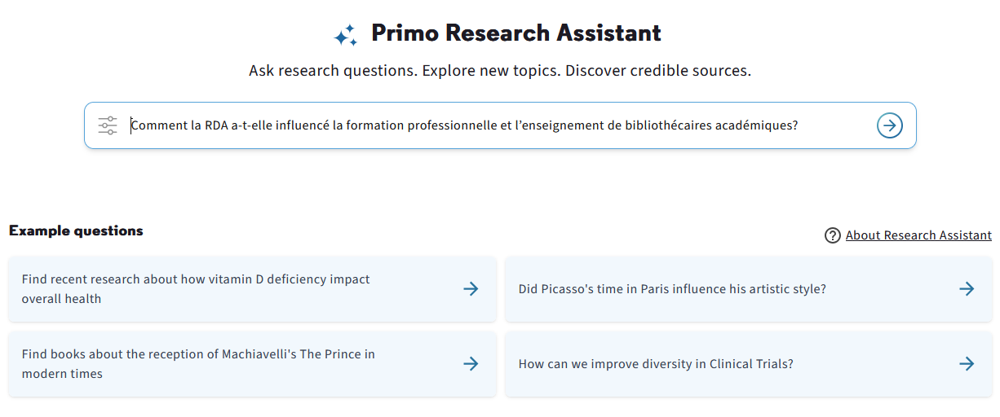 Primo Research Assistant
Ask research questions. Explore new topics. Discover credible sources.
Comment la RDA a-t-elle influencé la formation professionnelle et l’enseignement de bibliothécaires académiques?
Example questions
About Research Assistant
Find recent research about how vitamin D deficiency impact
overall health
Did Picasso's time in Paris influence his artistic style?
Find books about the reception of Machiavelli's The Prince in
modern times
How can we improve diversity in Clinical Trials?